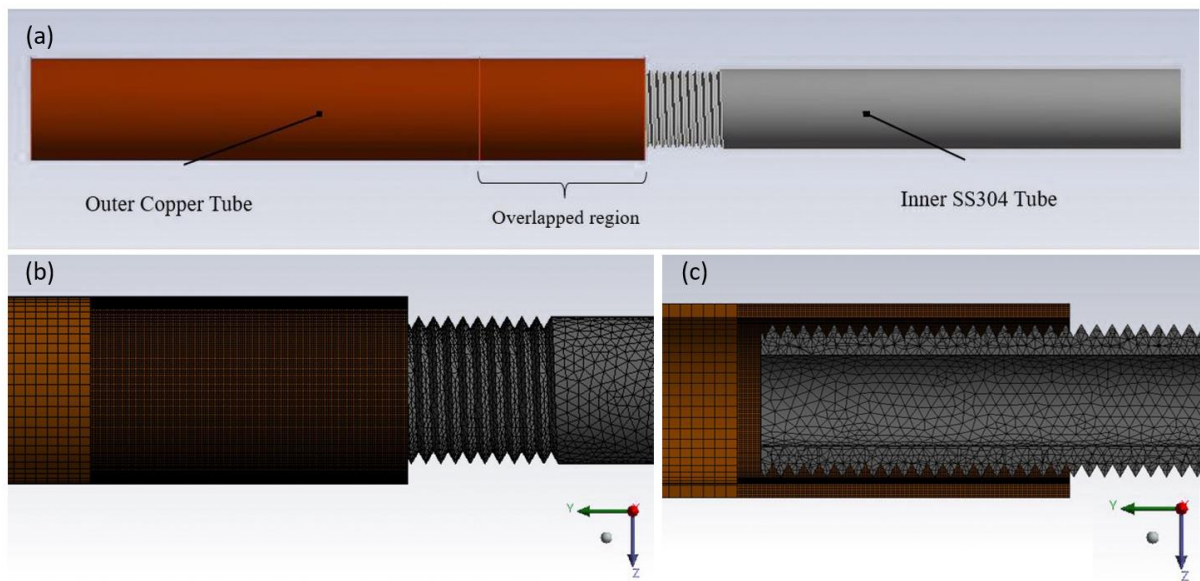 (a)
Outer Copper Tube
Overlapped region
Inner SS304 Tube
(b)
Y
X
Z
(c)
Y
X
Z